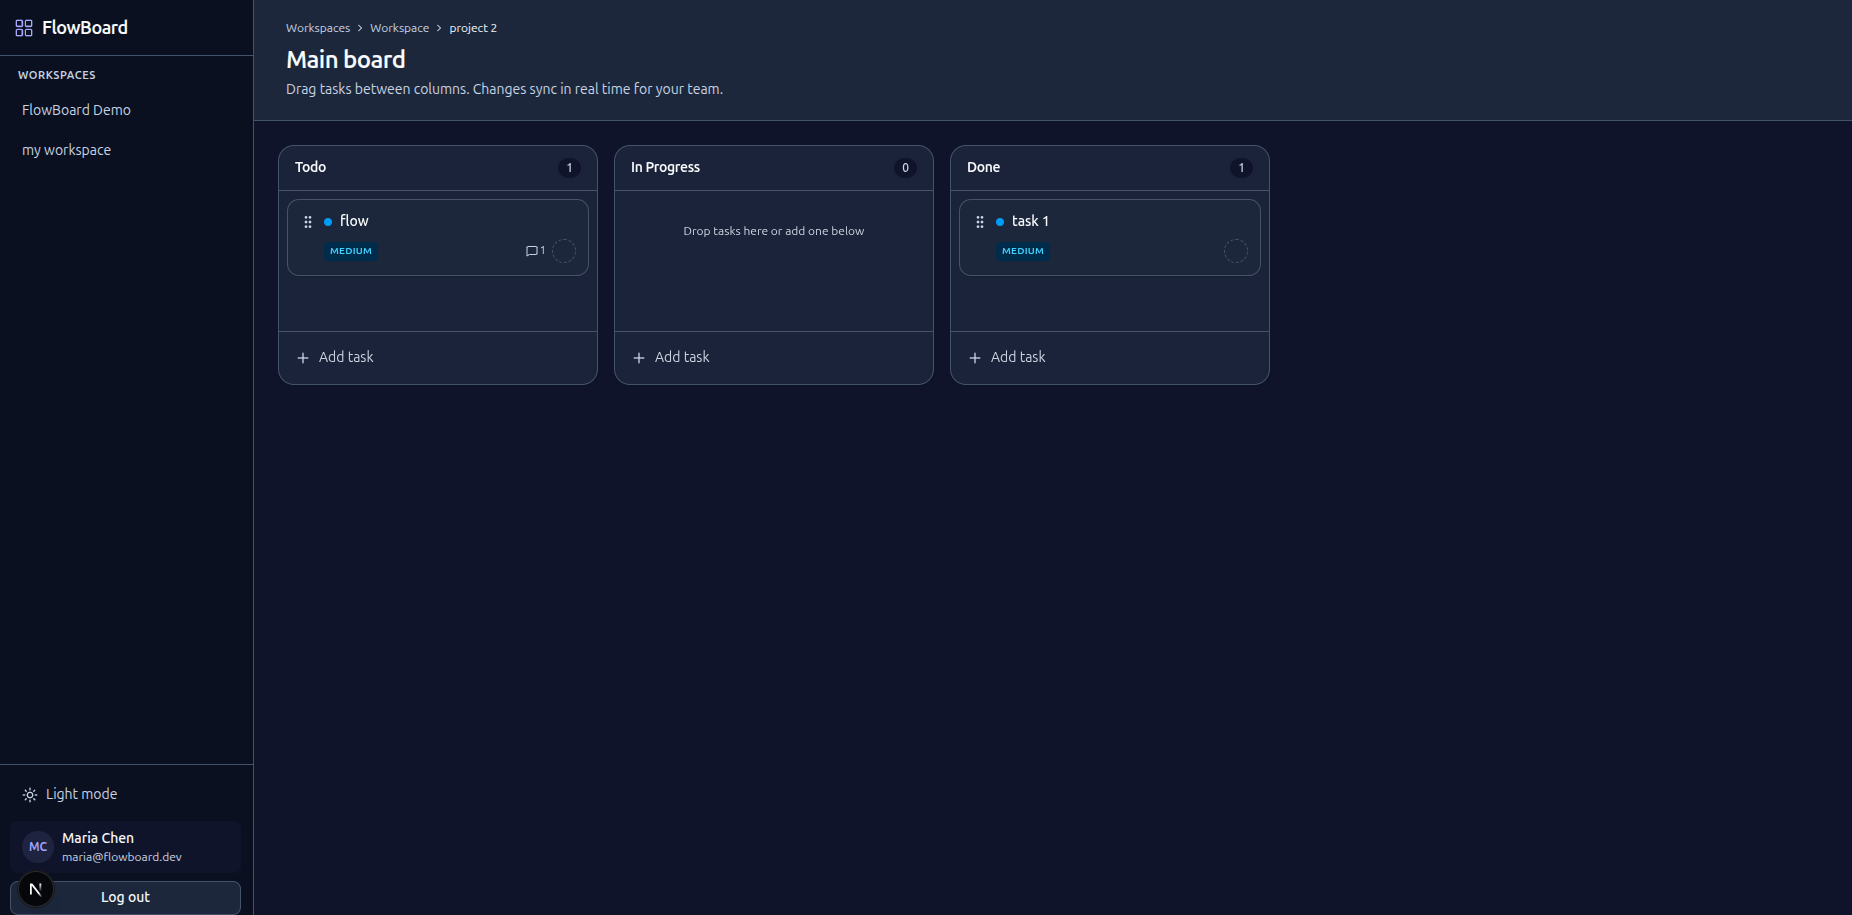 FlowBoard
WORKSPACES
FlowBoard Demo
my workspace
Light mode
MC
Maria Chen
maria@flowboard.dev
N
Log out
Workspaces > Workspace > project 2
Main board
Drag tasks between columns. Changes sync in real time for your team.
Todo 1
flow
MEDIUM 1
+ Add task
In Progress 0
Drop tasks here or add one below
+ Add task
Done 1
task 1
MEDIUM
+ Add task